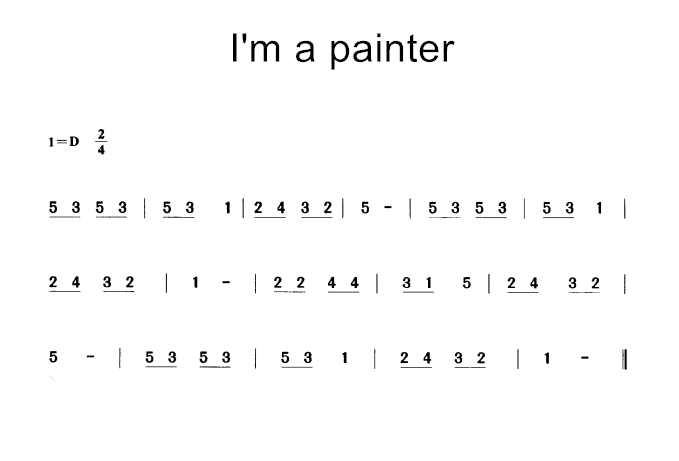 I'm a painter
1=D 2/4
5 3 5 3 | 5 3 1 | 2 4 3 2 | 5 - | 5 3 5 3 | 5 3 1 |
2 4 3 2 | 1 - | 2 2 4 4 | 3 1 5 | 2 4 3 2 |
5 - | 5 3 5 3 | 5 3 1 | 2 4 3 2 | 1 - ‖